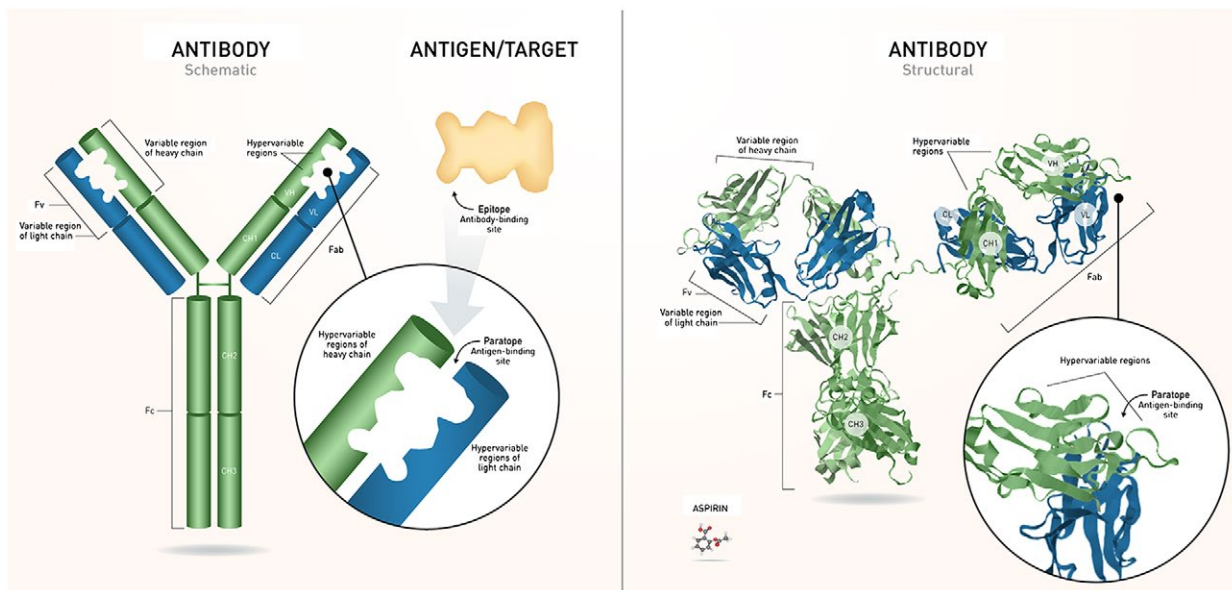 ANTIBODY
Schematic
ANTIGEN/TARGET
Variable region
of heavy chain
Hypervariable
regions
VH
VL
Fv
Variable region
of light chain
CH1
CL
Fab
Epitope
Antibody-binding
site
Hypervariable
regions of
heavy chain
Paratope
Antigen-binding
site
CH2
Fc
Hypervariable
regions of
light chain
CH3
ANTIBODY
Structural
Variable region
of heavy chain
Hypervariable
regions
VH
CL
VL
CH1
Fab
Fv
Variable region
of light chain
CH2
Hypervariable regions
Fc
Paratope
Antigen-binding
site
CH3
ASPIRIN